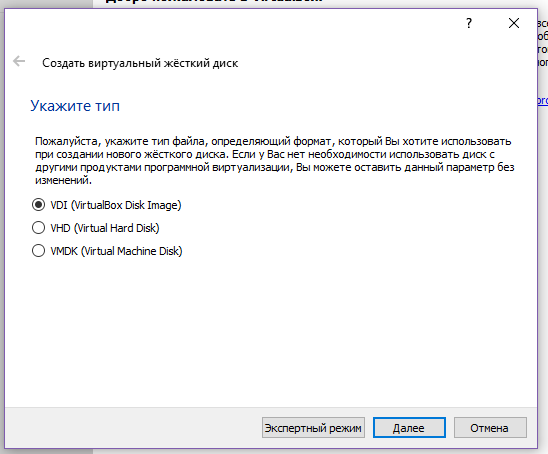 ?
Создать виртуальный жёсткий диск
Укажите тип
Пожалуйста, укажите тип файла, определяющий формат, который Вы хотите использовать
при создании нового жёсткого диска. Если у Вас нет необходимости использовать диск с
другими продуктами программной виртуализации, Вы можете оставить данный параметр без
изменений.
VDI (VirtualBox Disk Image)
VHD (Virtual Hard Disk)
VMDK (Virtual Machine Disk)
Экспертный режим
Далее
Отмена